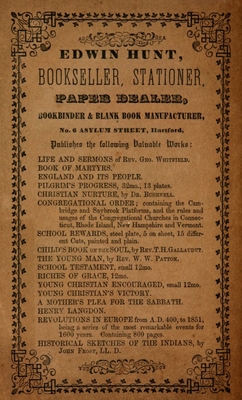 EDWIN HUNT,
BOOKSELLER, STATIONER,
PAPER DEALER,
BOOKBINDER & BLANK BOOK MANUFACTURER,
No. 6 ASYLUM STREET, Hartford,
Publishes the following Valuable Works:
LIFE AND SERMONS of REV. GEO. WHITFIELD.
BOOK OF MARTYRS.
ENGLAND AND ITS PEOPLE.
PILGRIM'S PROGRESS, 32mo., 13 plates.
CHRISTIAN NURTURE, by DR. BUSHNELL.
CONGREGATIONAL ORDER; containing the Cam-
bridge and Saybrook Platforms, and the rules and
usages of the Congregational Churches in Connec-
ticut, Rhode Island, New Hampshire and Vermont.
SCHOOL REWARDS, steel plate, 5 on sheet, 15 differ-
ent Cuts, painted and plain.
CHILD'S BOOK ON THE SOUL, by REV. T. H. GALLAUDET.
THE YOUNG MAN, by REV. W. W. PATTON.
SCHOOL TESTAMENT, small 12mo.
RICHES OF GRACE, 12mo.
YOUNG CHRISTIAN ENCOURAGED, small 12mo.
YOUNG CHRISTIAN'S VICTORY.
A MOTHER'S PLEA FOR THE SABBATH.
HENRY LANGDON.
REVOLUTIONS IN EUROPE from A. D. 400, to 1851,
being a series of the most remarkable events for
1600 years. Containing 800 pages.
HISTORICAL SKETCHES OF THE INDIANS, by
JOHN FROST, LL. D.